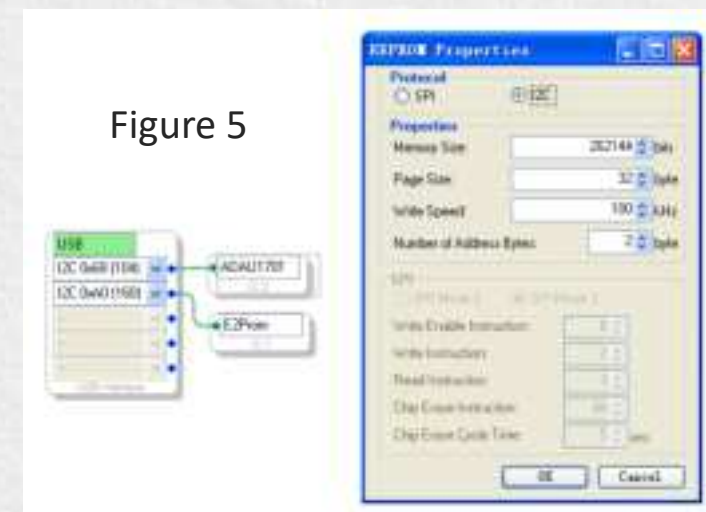 Figure 5
USB
I2C 0x68 (104)
I2C 0xA0 (160)
ADAU1701
E2Prom
EEPROM Properties
Protocol
SPI
I2C
Properties
Memory Size
262144 bits
Page Size
32 byte
Write Speed
100 kHz
Number of Address Bytes
2 byte
SPI
Write Enable Instruction
Write Instruction
Read Instruction
Chip Erase Instruction
Chip Erase Cycle Time
sec
OK
Cancel